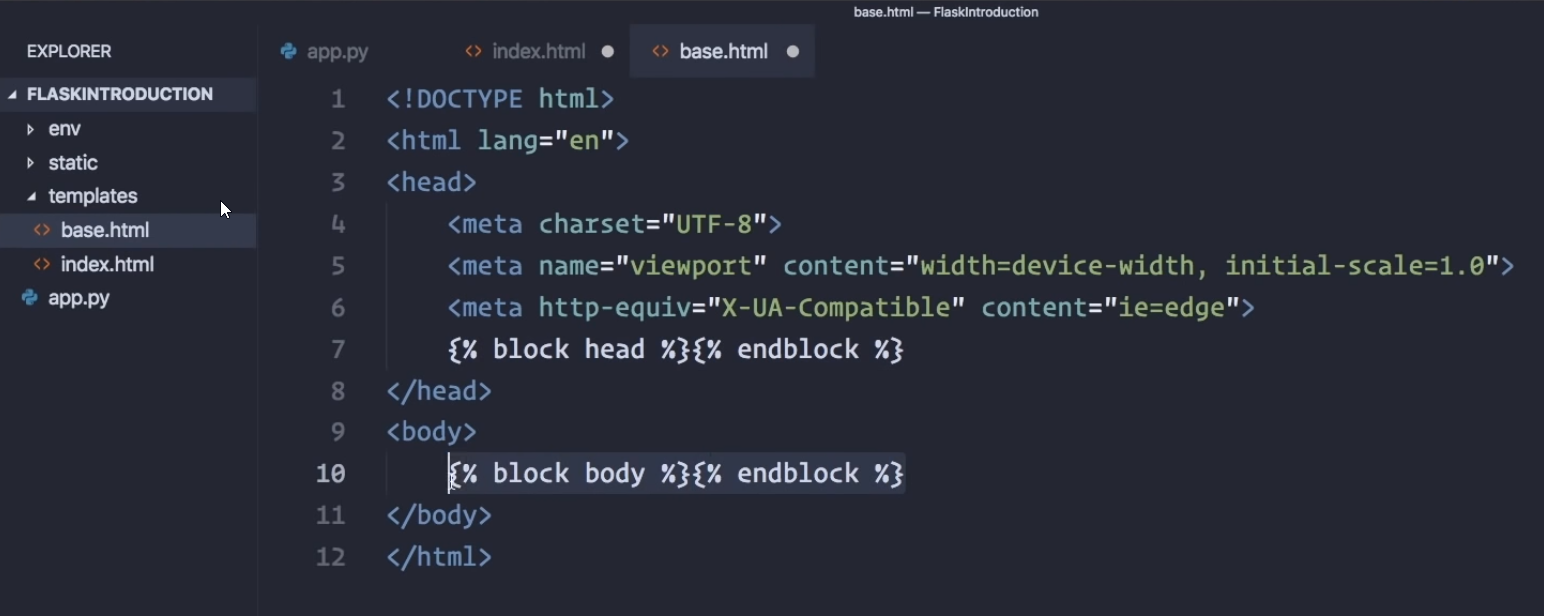 base.html — FlaskIntroduction
EXPLORER
FLASKINTRODUCTION
env
static
templates
base.html
index.html
app.py
app.py
index.html
base.html
1 <!DOCTYPE html>
2 <html lang="en">
3 <head>
4     <meta charset="UTF-8">
5     <meta name="viewport" content="width=device-width, initial-scale=1.0">
6     <meta http-equiv="X-UA-Compatible" content="ie=edge">
7     {% block head %}{% endblock %}
8 </head>
9 <body>
10     {% block body %}{% endblock %}
11 </body>
12 </html>